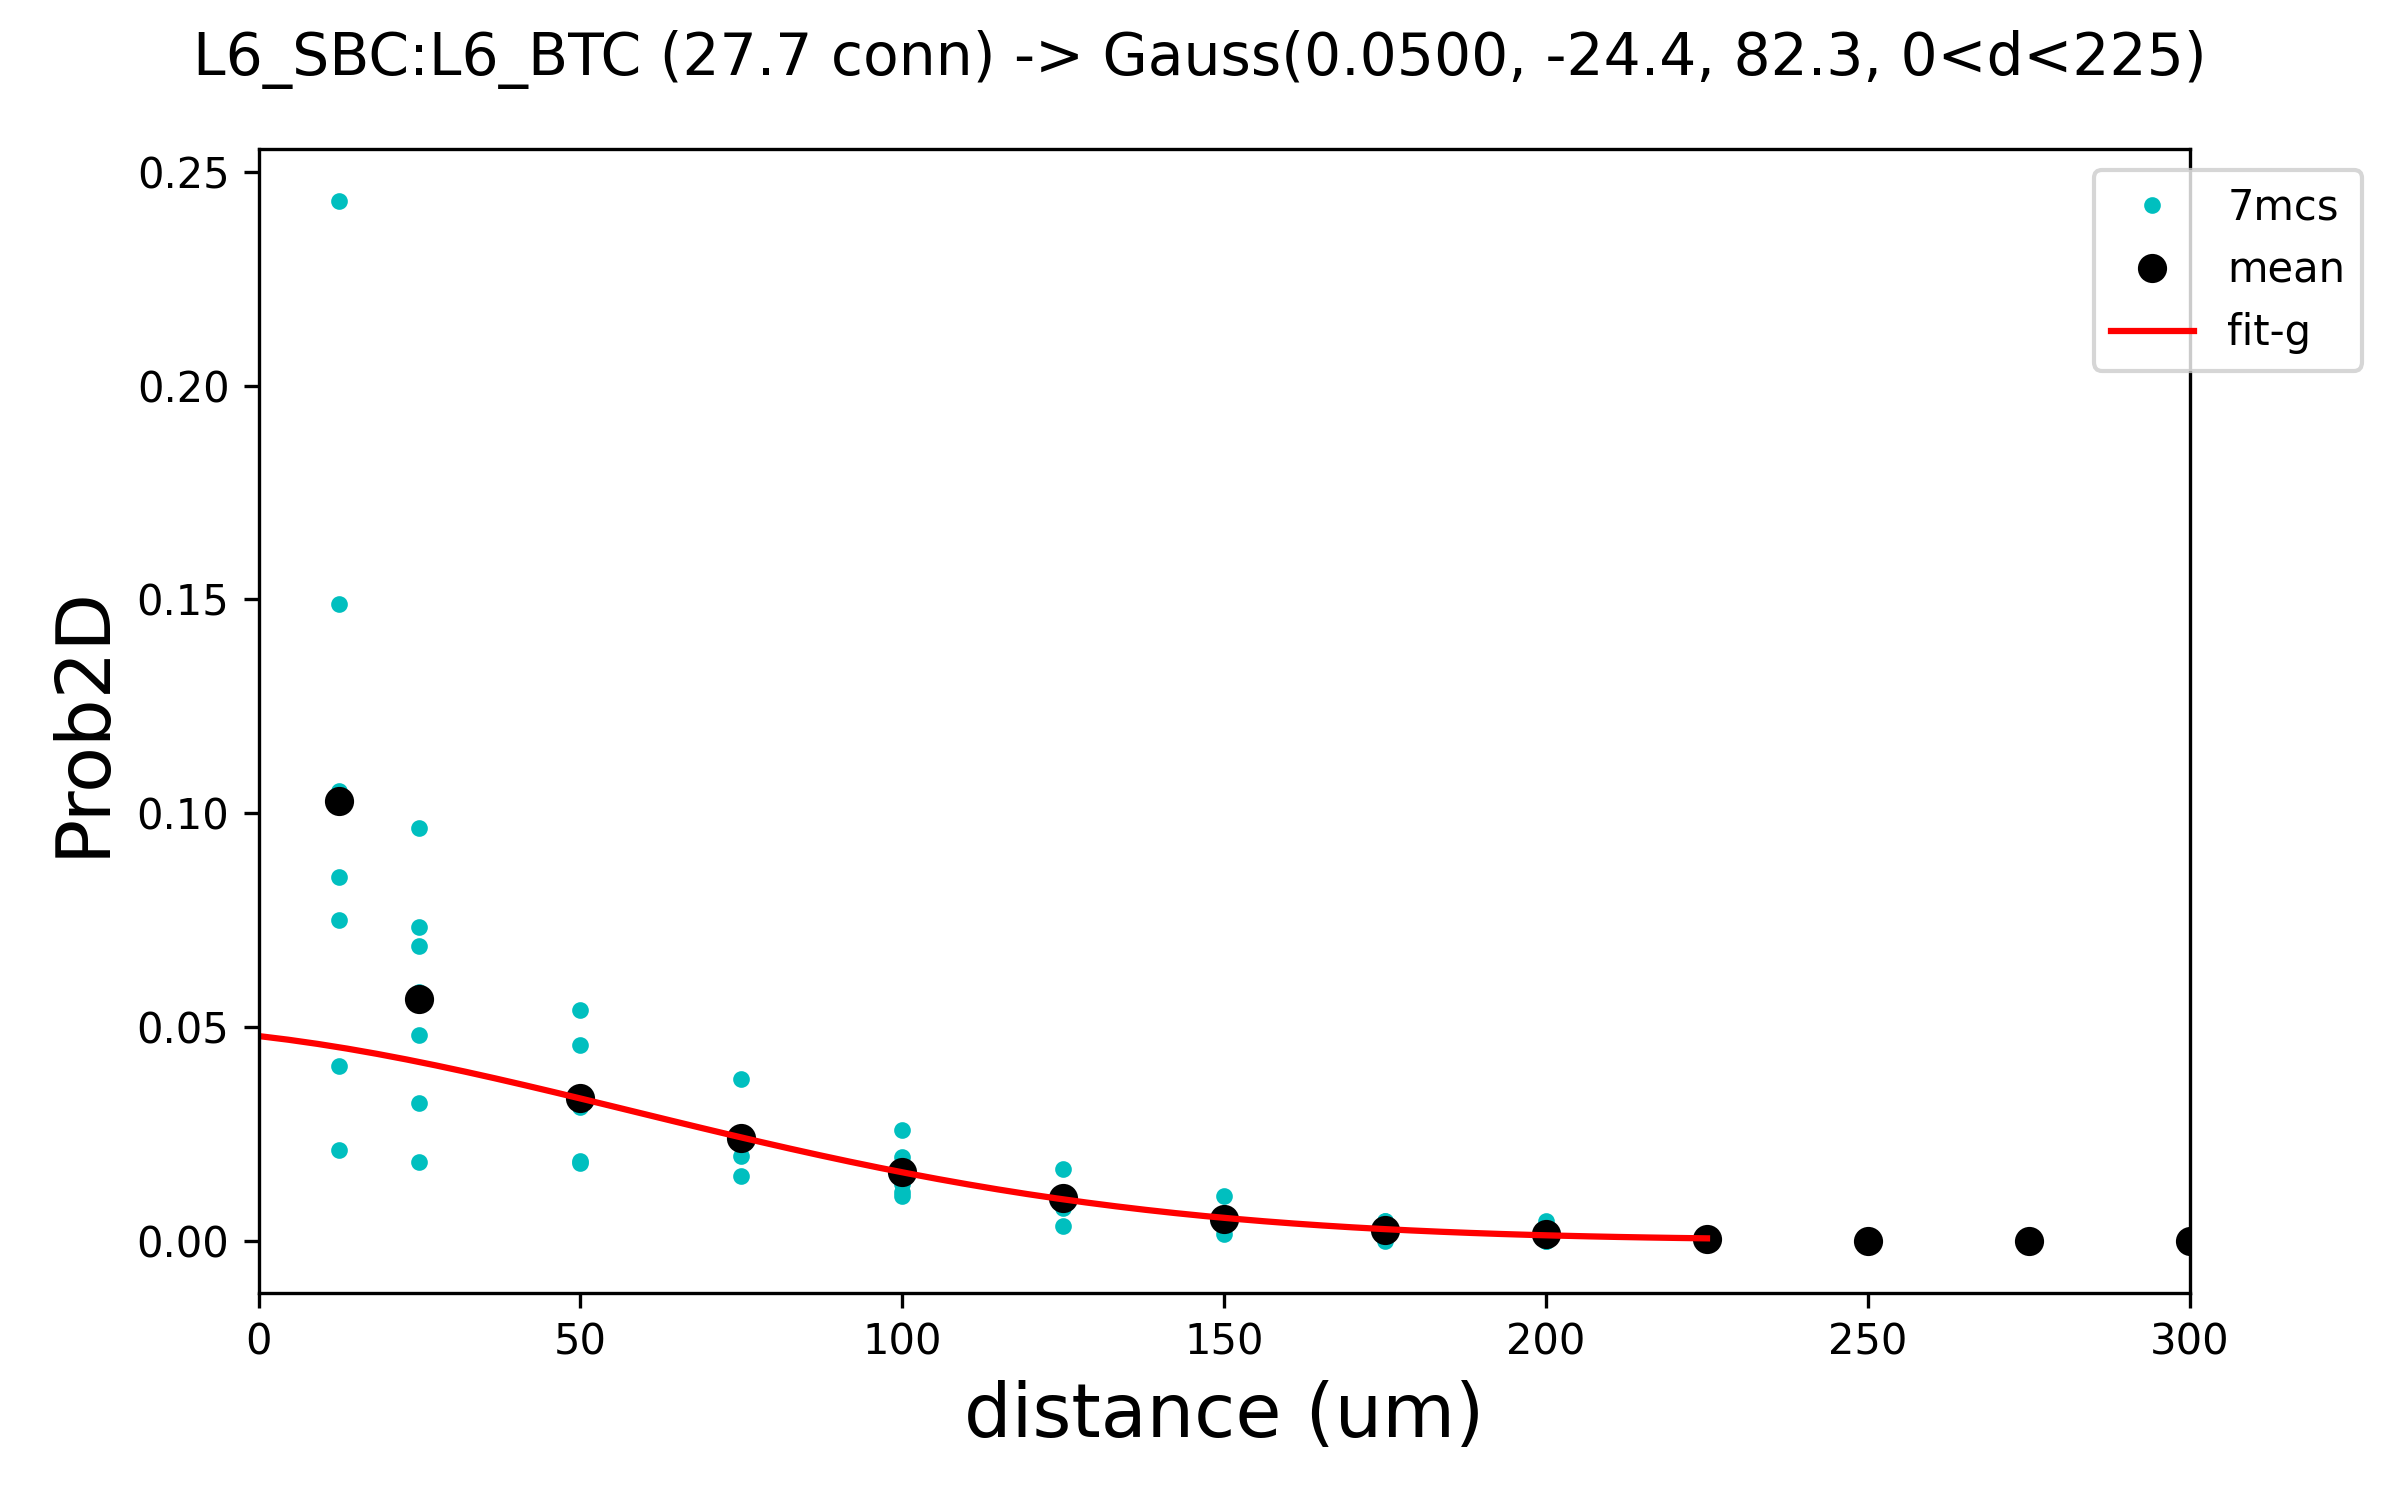 L6_SBC:L6_BTC (27.7 conn) -> Gauss(0.0500, -24.4, 82.3, 0<d<225)
0.25
0.20
0.15
0.10
0.05
0.00
Prob2D
7mcs
mean
fit-g
0 50 100 150 200 250 300
distance (um)